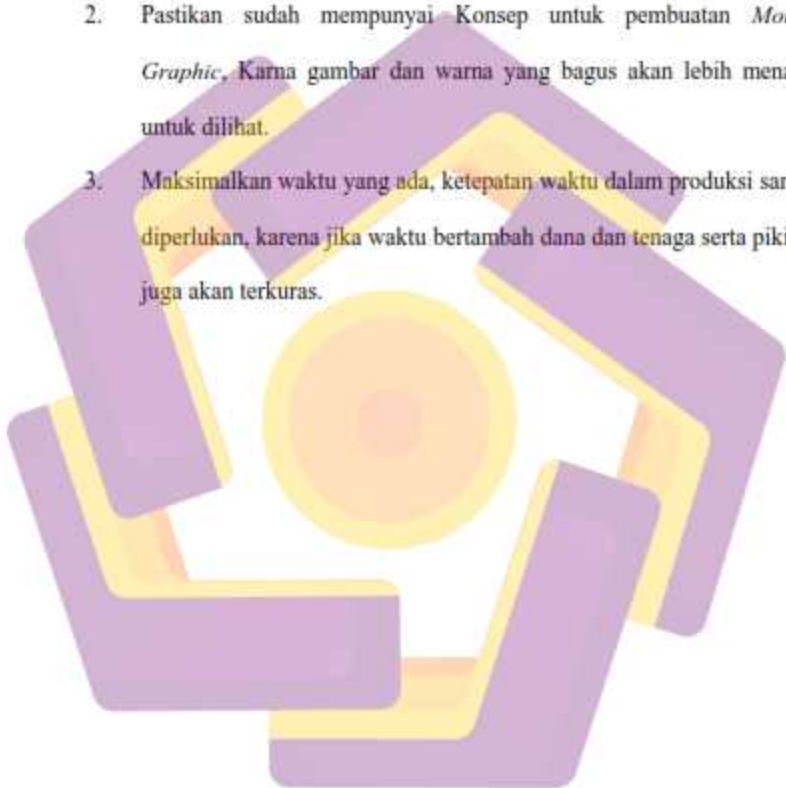 2. Pastikan sudah mempunyai Konsep untuk pembuatan
Graphic, Karna gambar dan warna yang bagus akan lebih
untuk dilihat.
3. Maksimalkan waktu yang ada, ketepatan waktu dalam produksi
diperlukan, karena jika waktu bertambah dana dan tenaga serta
juga akan terkuras.